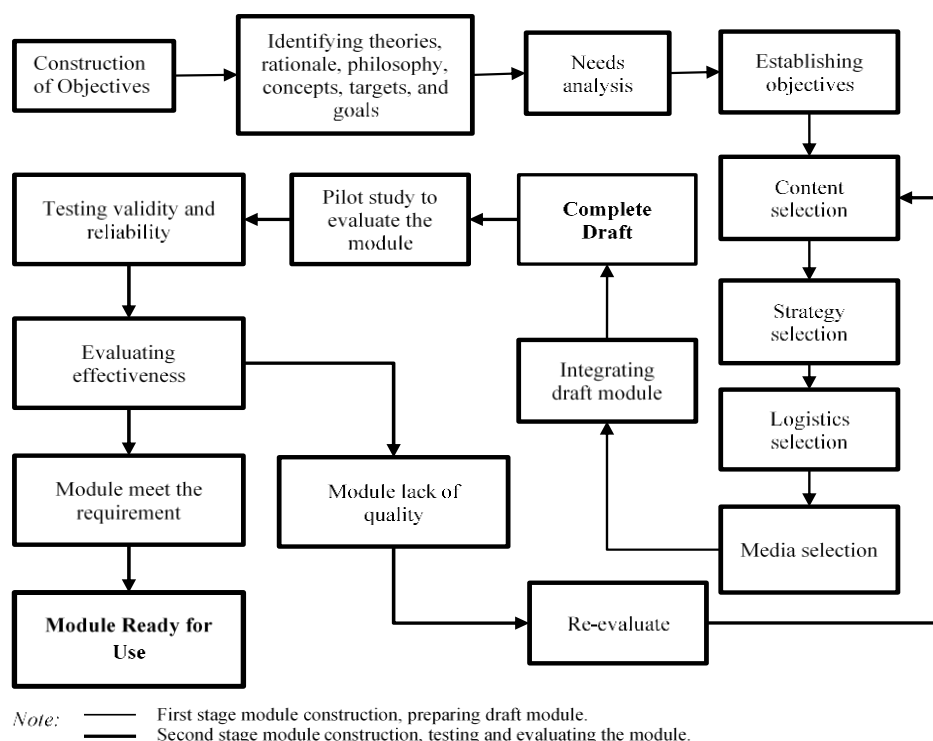 Construction
of Objectives
Identifying theories,
rationale, philosophy,
concepts, targets, and
goals
Needs
analysis
Establishing
objectives
Content
selection
Strategy
selection
Logistics
selection
Media selection
Integrating
draft module
Complete
Draft
Pilot study to
evaluate the
module
Testing validity and
reliability
Evaluating
effectiveness
Module meet the
requirement
Module Ready for
Use
Module lack of
quality
Re-evaluate
Note:
First stage module construction, preparing draft module.
Second stage module construction, testing and evaluating the module.